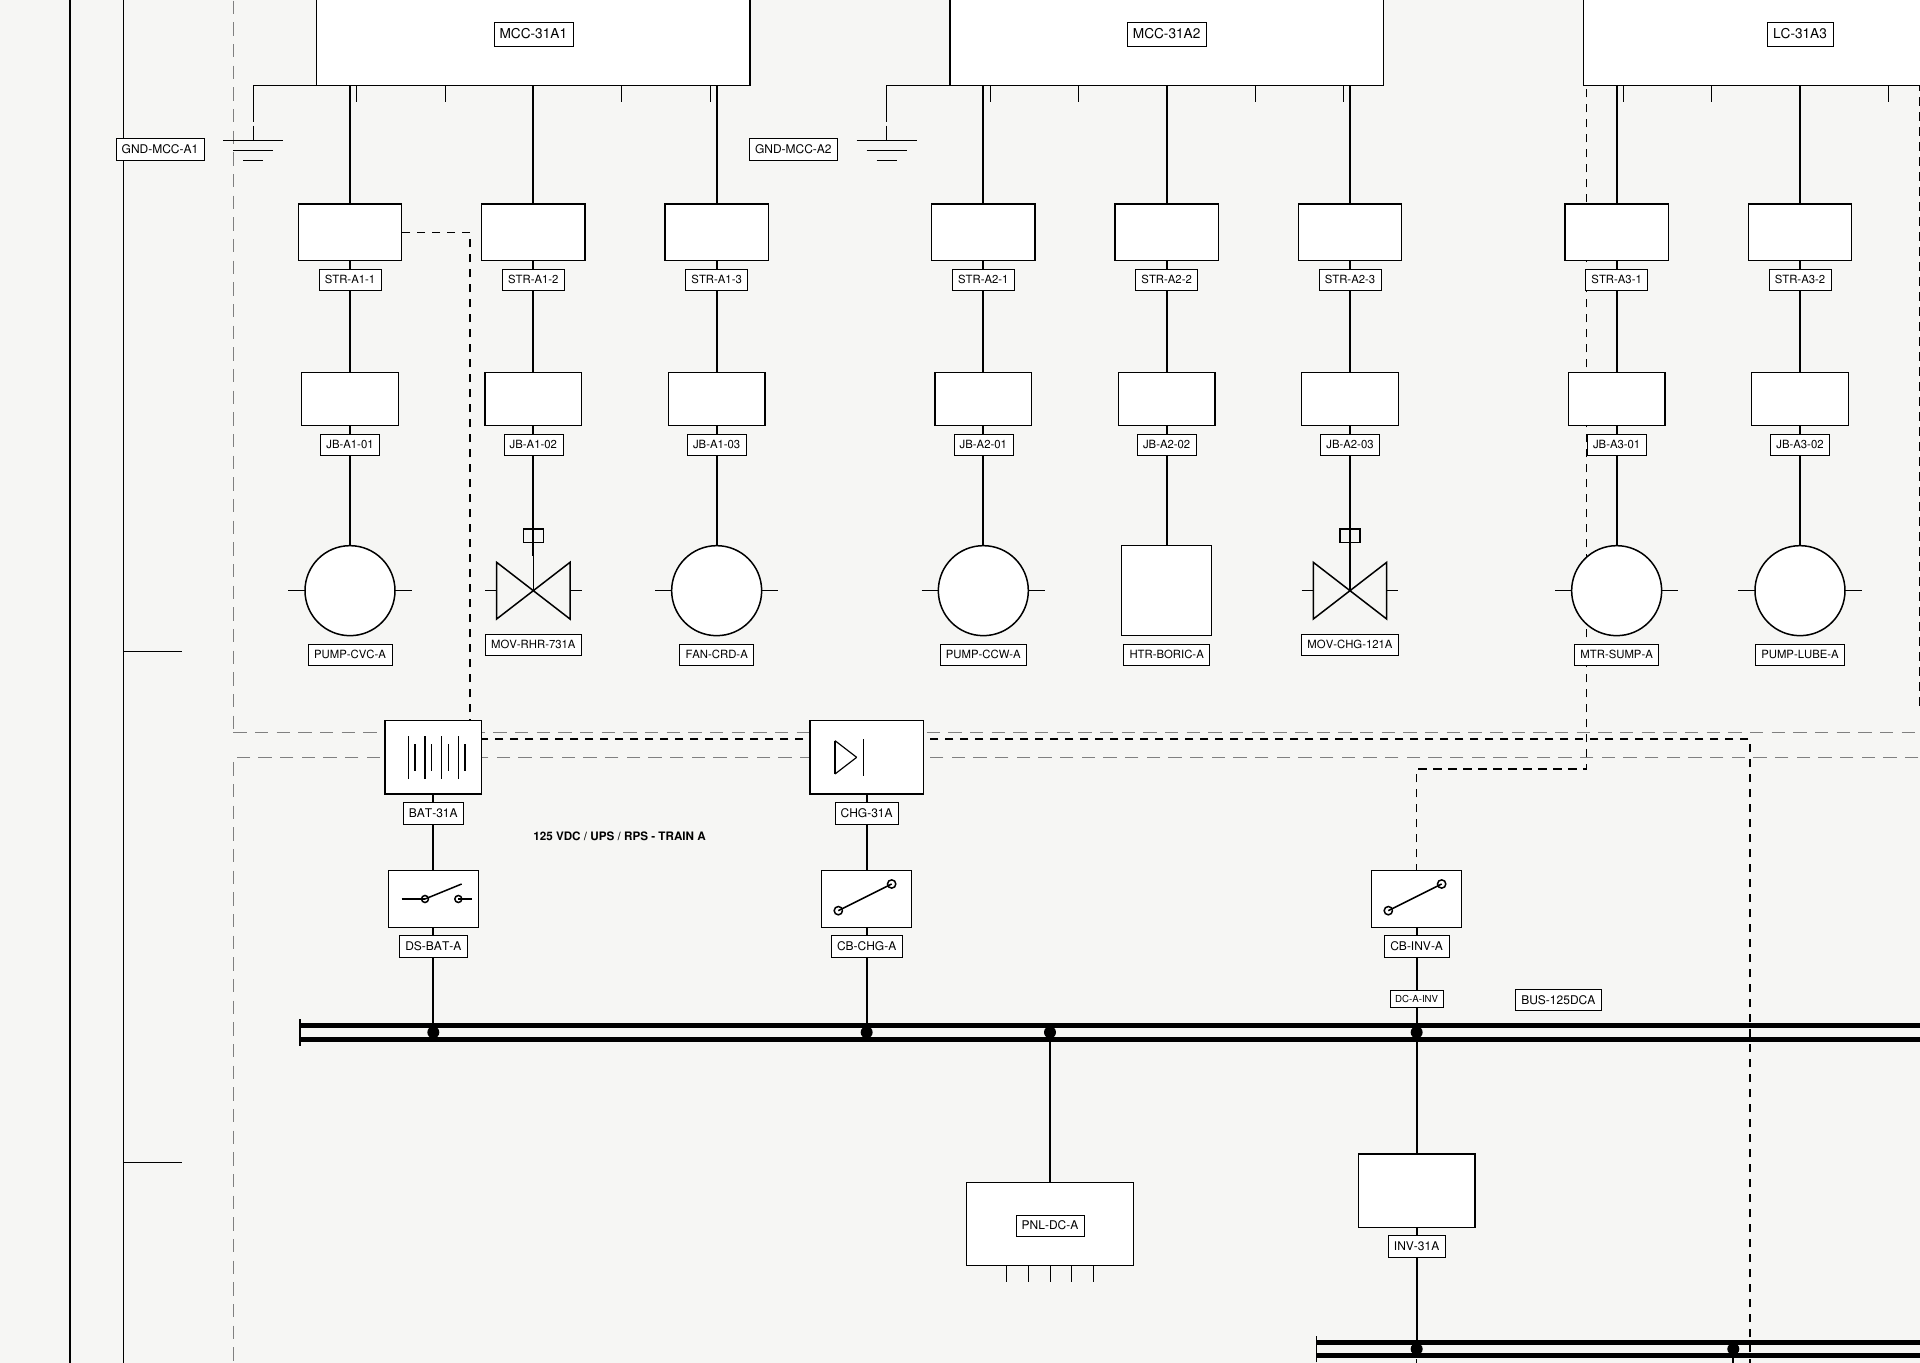 MCC-31A1
MCC-31A2
LC-31A3
GND-MCC-A1
GND-MCC-A2
STR-A1-1
STR-A1-2
STR-A1-3
STR-A2-1
STR-A2-2
STR-A2-3
STR-A3-1
STR-A3-2
JB-A1-01
JB-A1-02
JB-A1-03
JB-A2-01
JB-A2-02
JB-A2-03
JB-A3-01
JB-A3-02
PUMP-CVC-A
MOV-RHR-731A
FAN-CRD-A
PUMP-CCW-A
HTR-BORIC-A
MOV-CHG-121A
MTR-SUMP-A
PUMP-LUBE-A
BAT-31A
CHG-31A
125 VDC / UPS / RPS - TRAIN A
DS-BAT-A
CB-CHG-A
CB-INV-A
DC-A-INV
BUS-125DCA
PNL-DC-A
INV-31A